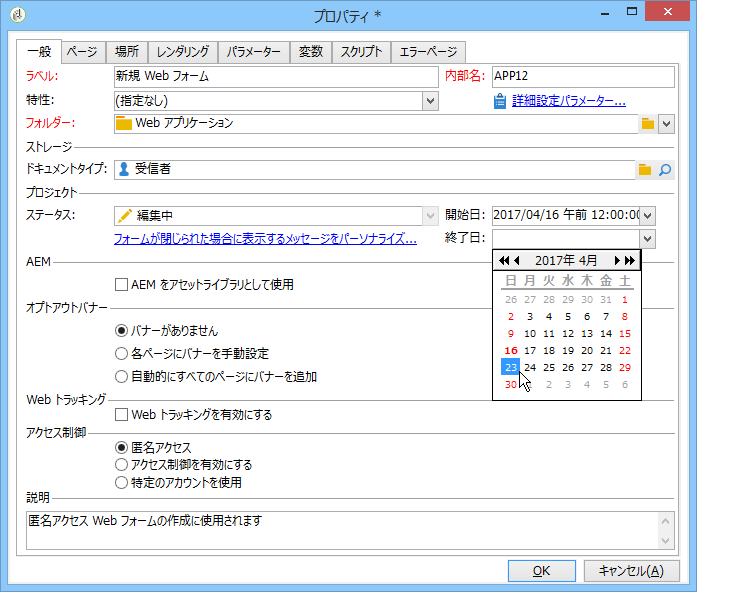 プロパティ *
一般 ページ 場所 レンダリング パラメーター 変数 スクリプト エラーページ
ラベル: 新規 Web フォーム 内部名: APP12
特性: (指定なし) 詳細設定パラメーター...
フォルダー: Web アプリケーション
ストレージ
ドキュメントタイプ: 受信者
プロジェクト
ステータス: 編集中 開始日: 2017/04/16 午前 12:00:00
フォームが閉じられた場合に表示するメッセージをパーソナライズ... 終了日:
2017年 4月
日 月 火 水 木 金 土
26 27 28 29 30 31 1
2 3 4 5 6 7 8
9 10 11 12 13 14 15
16 17 18 19 20 21 22
23 24 25 26 27 28 29
30 2 3 4 5 6
AEM
AEM をアセットライブラリとして使用
オプトアウトバナー
バナーがありません
各ページにバナーを手動設定
自動的にすべてのページにバナーを追加
Web トラッキング
Web トラッキングを有効にする
アクセス制御
匿名アクセス
アクセス制御を有効にする
特定のアカウントを使用
説明
匿名アクセス Web フォームの作成に使用されます
OK キャンセル(A)